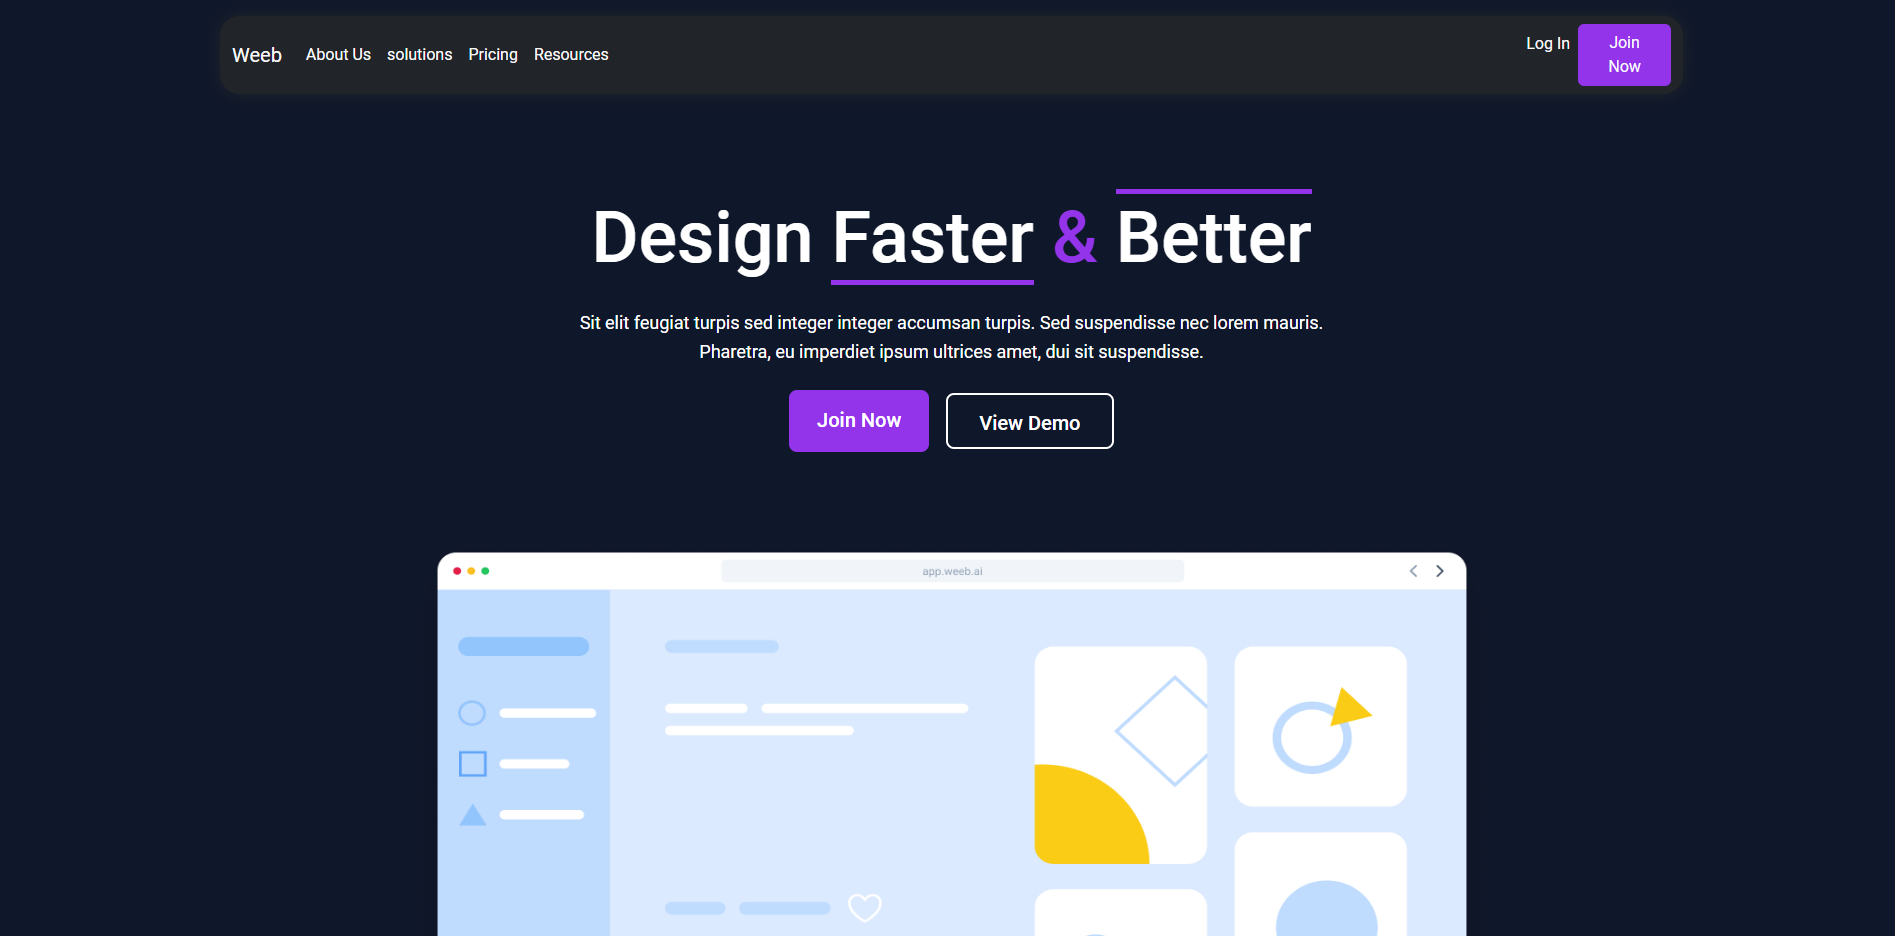 Weeb About Us solutions Pricing Resources Log In Join
Now
Design Faster & Better
Sit elit feugiat turpis sed integer integer accumsan turpis. Sed suspendisse nec lorem mauris.
Pharetra, eu imperdiet ipsum ultrices amet, dui sit suspendisse.
Join Now View Demo
app.weeb.ai